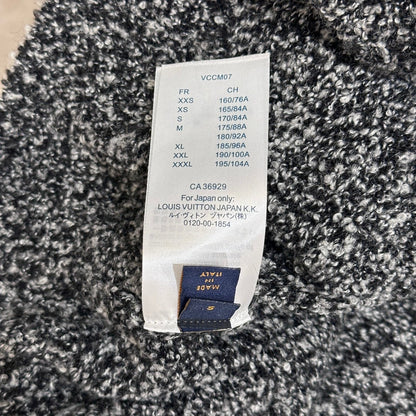 VCCM07
FR CH
XXS 160/76A
XS 165/84A
S 170/84A
M 175/88A
180/92A
XL 185/96A
XXL 190/100A
XXXL 195/104A
CA 36929
For Japan only:
LOUIS VUITTON JAPAN K.K.
ルイ ヴィトン ジャパン(株)
0120-00-1854
MADE
IN
ITALY
S